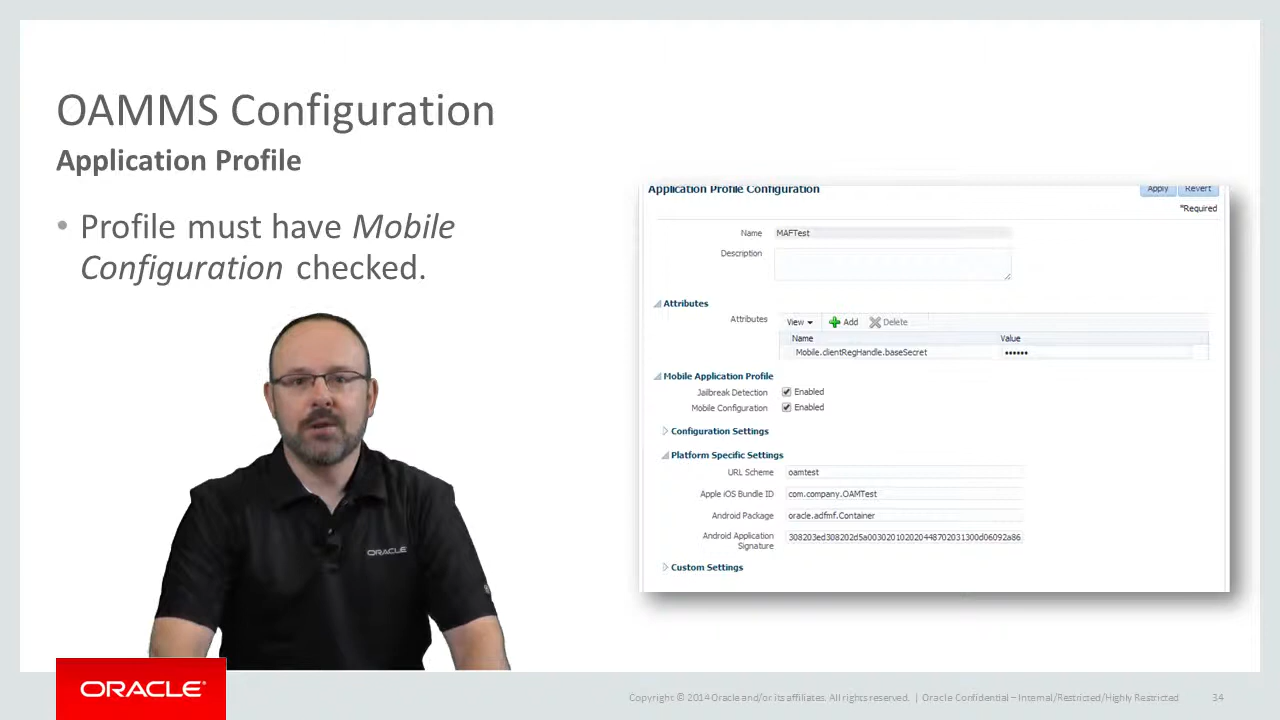 OAMMS Configuration
Application Profile
• Profile must have Mobile
Configuration checked.
Application Profile Configuration
Apply
Revert
*Required
Name MAFTest
Description
Attributes
Attributes View Add Delete
Name Value
Mobile.clientRegHandle.baseSecret ••••••
Mobile Application Profile
Jailbreak Detection Enabled
Mobile Configuration Enabled
Configuration Settings
Platform Specific Settings
URL Scheme oamtest
Apple iOS Bundle ID com.company.OAMTest
Android Package oracle.adfmf.Container
Android Application 308203ed308202d5a00302010202044870203130​0d06092a86
Signature
Custom Settings
ORACLE
ORACLE
Copyright © 2014 Oracle and/or its affiliates. All rights reserved. | Oracle Confidential – Internal/Restricted/Highly Restricted 34